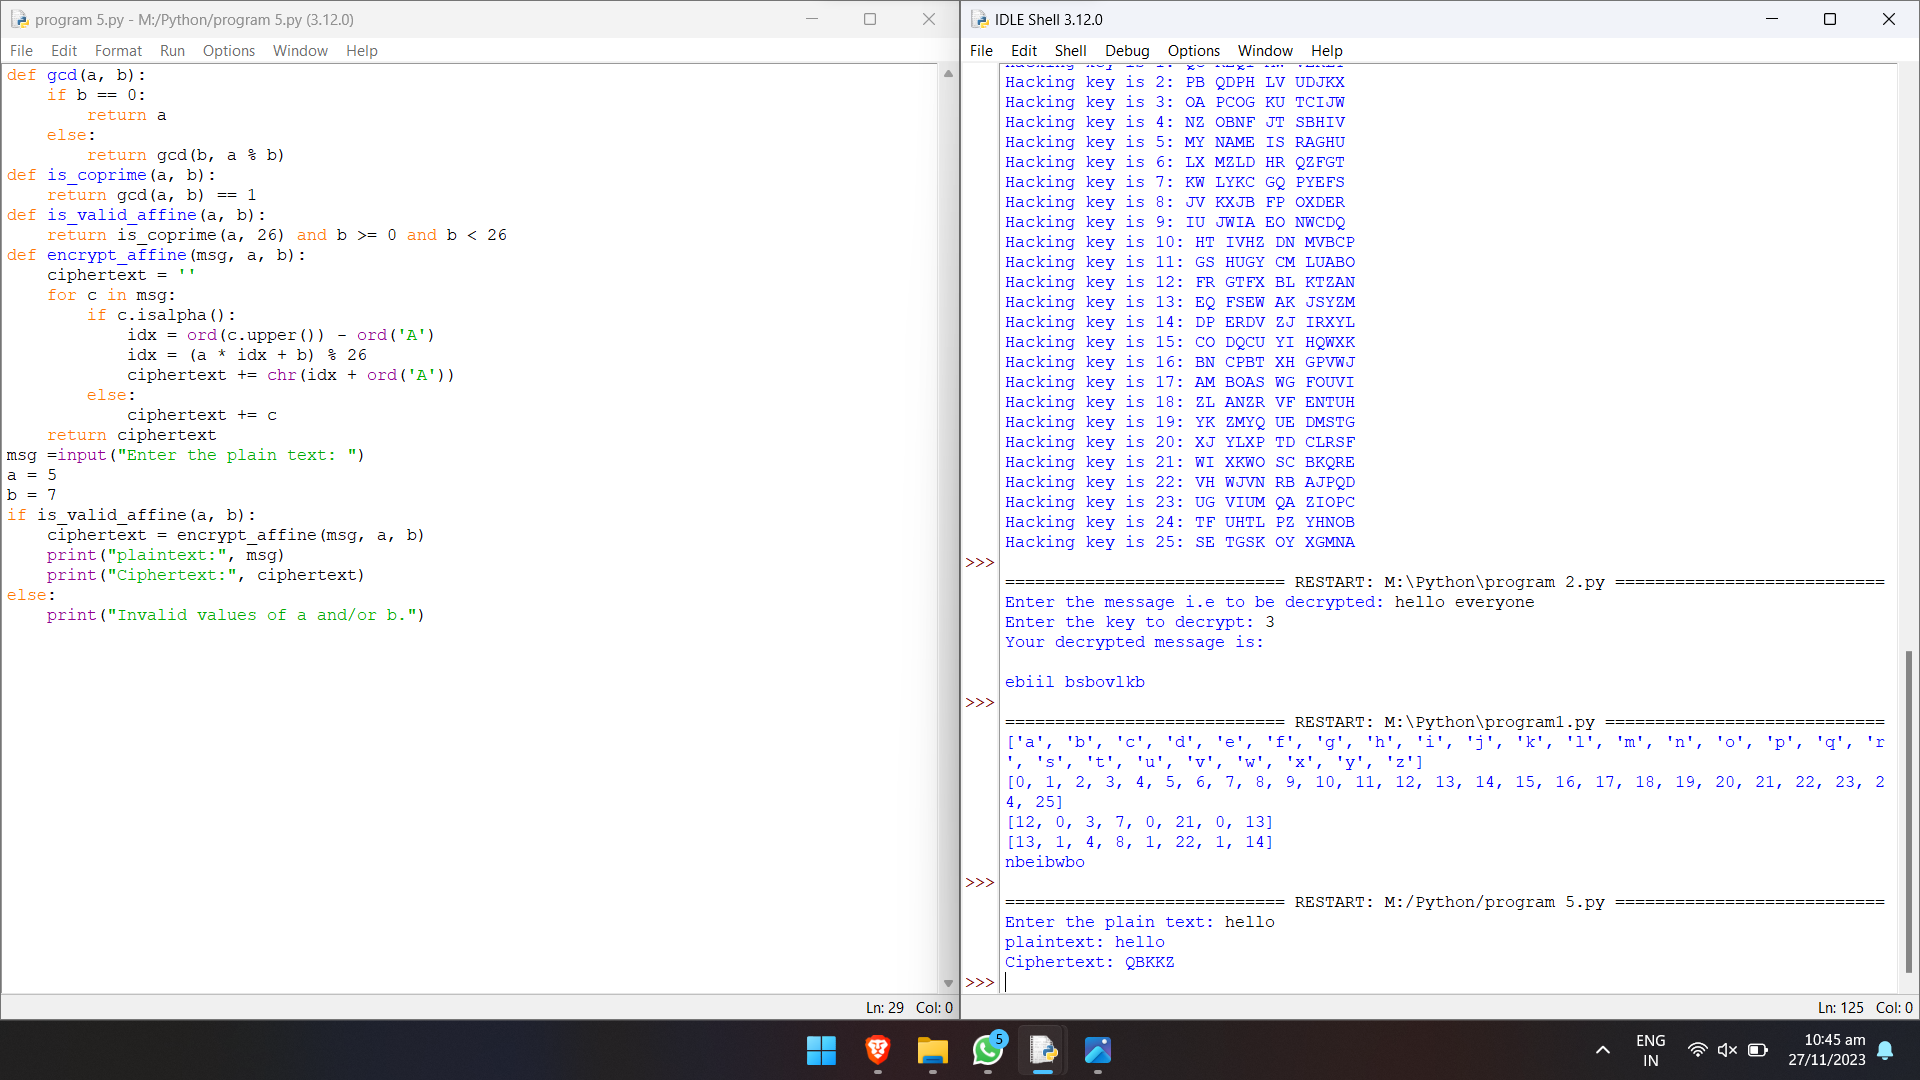 program 5.py - M:/Python/program 5.py (3.12.0)
File Edit Format Run Options Window Help
def gcd(a, b):
    if b == 0:
        return a
    else:
        return gcd(b, a % b)
def is_coprime(a, b):
    return gcd(a, b) == 1
def is_valid_affine(a, b):
    return is_coprime(a, 26) and b >= 0 and b < 26
def encrypt_affine(msg, a, b):
    ciphertext = ''
    for c in msg:
        if c.isalpha():
            idx = ord(c.upper()) - ord('A')
            idx = (a * idx + b) % 26
            ciphertext += chr(idx + ord('A'))
        else:
            ciphertext += c
    return ciphertext
msg =input("Enter the plain text: ")
a = 5
b = 7
if is_valid_affine(a, b):
    ciphertext = encrypt_affine(msg, a, b)
    print("plaintext:", msg)
    print("Ciphertext:", ciphertext)
else:
    print("Invalid values of a and/or b.")
Ln: 29 Col: 0
IDLE Shell 3.12.0
File Edit Shell Debug Options Window Help
Hacking key is 2: PB QDPH LV UDJKX
Hacking key is 3: OA PCOG KU TCIJW
Hacking key is 4: NZ OBNF JT SBHIV
Hacking key is 5: MY NAME IS RAGHU
Hacking key is 6: LX MZLD HR QZFGT
Hacking key is 7: KW LYKC GQ PYEFS
Hacking key is 8: JV KXJB FP OXDER
Hacking key is 9: IU JWIA EO NWCDQ
Hacking key is 10: HT IVHZ DN MVBCP
Hacking key is 11: GS HUGY CM LUABO
Hacking key is 12: FR GTFX BL KTZAN
Hacking key is 13: EQ FSEW AK JSYZM
Hacking key is 14: DP ERDV ZJ IRXYL
Hacking key is 15: CO DQCU YI HQWXK
Hacking key is 16: BN CPBT XH GPVWJ
Hacking key is 17: AM BOAS WG FOUVI
Hacking key is 18: ZL ANZR VF ENTUH
Hacking key is 19: YK ZMYQ UE DMSTG
Hacking key is 20: XJ YLXP TD CLRSF
Hacking key is 21: WI XKWO SC BKQRE
Hacking key is 22: VH WJVN RB AJPQD
Hacking key is 23: UG VIUM QA ZIOPC
Hacking key is 24: TF UHTL PZ YHNOB
Hacking key is 25: SE TGSK OY XGMNA
>>>
============================ RESTART: M:\Python\program 2.py ===========================
Enter the message i.e to be decrypted: hello everyone
Enter the key to decrypt: 3
Your decrypted message is:
ebiil bsbovlkb
>>>
============================ RESTART: M:\Python\program1.py ============================
['a', 'b', 'c', 'd', 'e', 'f', 'g', 'h', 'i', 'j', 'k', 'l', 'm', 'n', 'o', 'p', 'q', 'r
', 's', 't', 'u', 'v', 'w', 'x', 'y', 'z']
[0, 1, 2, 3, 4, 5, 6, 7, 8, 9, 10, 11, 12, 13, 14, 15, 16, 17, 18, 19, 20, 21, 22, 23, 2
4, 25]
[12, 0, 3, 7, 0, 21, 0, 13]
[13, 1, 4, 8, 1, 22, 1, 14]
nbeibwbo
>>>
============================ RESTART: M:/Python/program 5.py ===========================
Enter the plain text: hello
plaintext: hello
Ciphertext: QBKKZ
>>>
Ln: 125 Col: 0
5
ENG
IN
10:45 am
27/11/2023